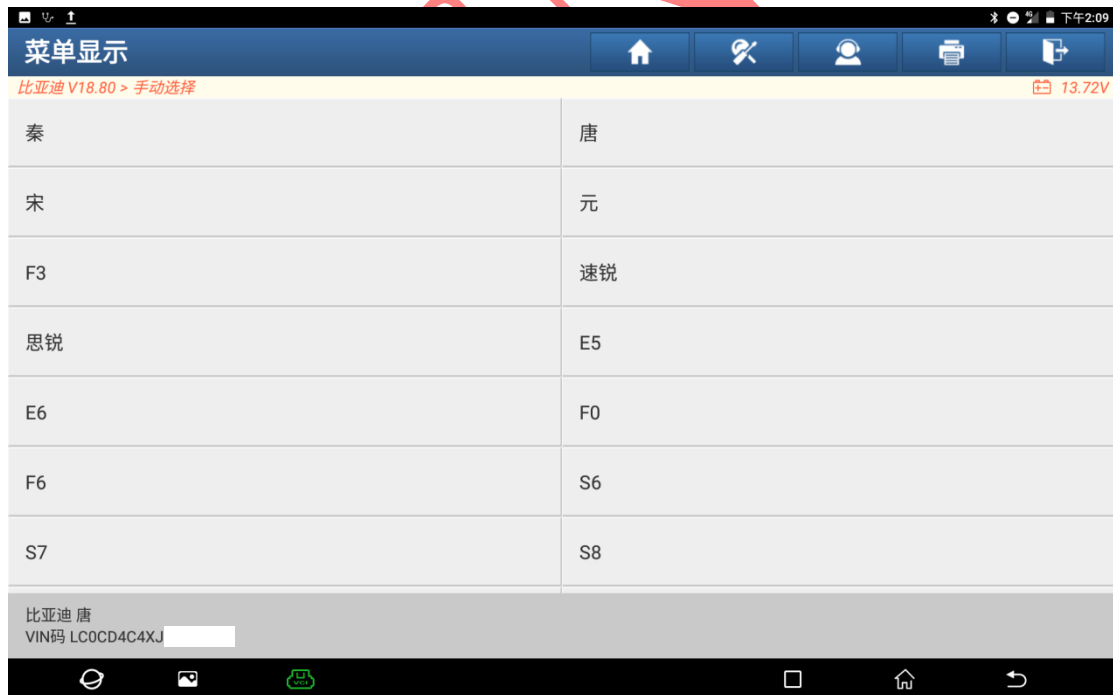 下午2:09
菜单显示
比亚迪 V18.80 > 手动选择
13.72V
秦
唐
宋
元
F3
速锐
思锐
E5
E6
F0
F6
S6
S7
S8
比亚迪 唐
VIN码 LC0CD4C4XJ